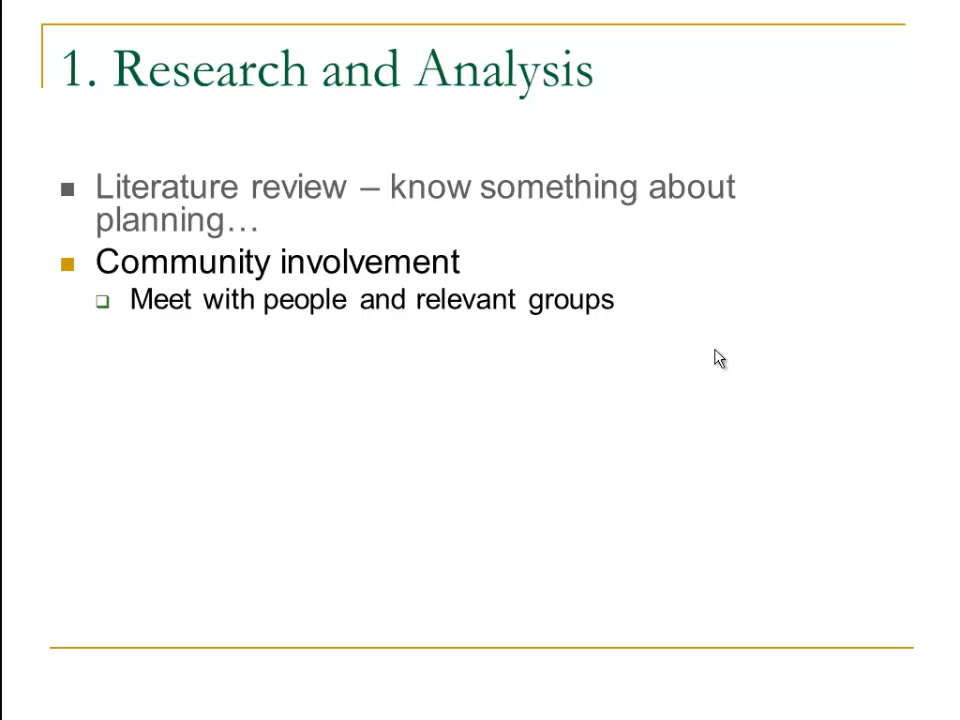 1. Research and Analysis
Literature review – know something about
planning…
Community involvement
Meet with people and relevant groups